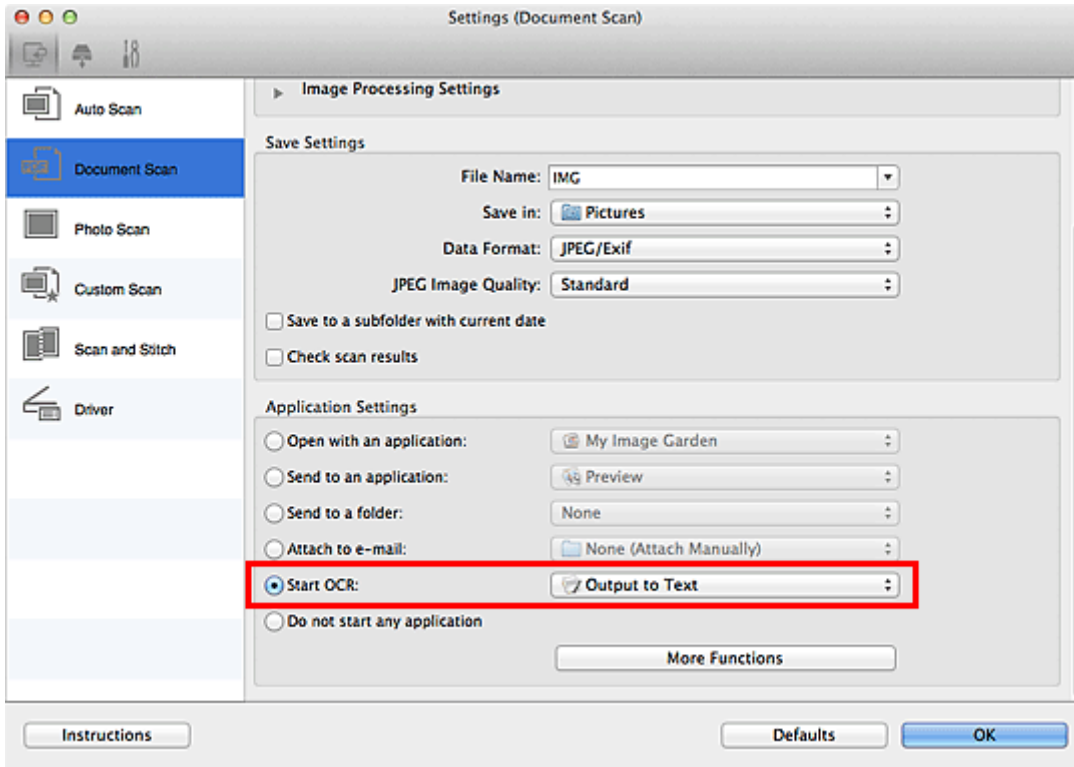 Settings (Document Scan)
Auto Scan
Document Scan
Photo Scan
Custom Scan
Scan and Stitch
Driver
Image Processing Settings
Save Settings
File Name: IMG
Save in: Pictures
Data Format: JPEG/Exif
JPEG Image Quality: Standard
Save to a subfolder with current date
Check scan results
Application Settings
Open with an application: My Image Garden
Send to an application: Preview
Send to a folder: None
Attach to e-mail: None (Attach Manually)
Start OCR: Output to Text
Do not start any application
More Functions
Instructions Defaults OK